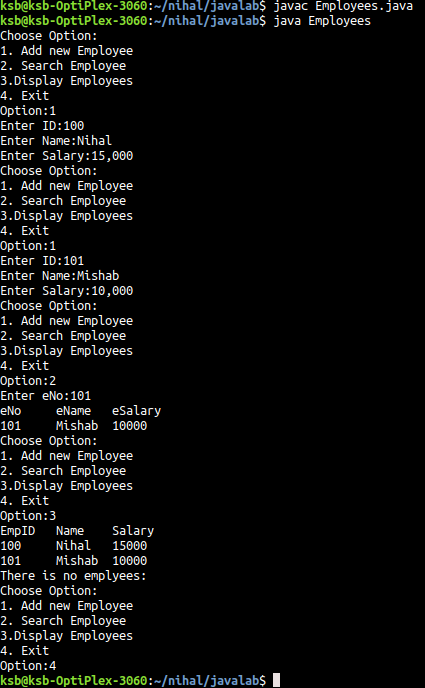 ksb@ksb-OptiPlex-3060:~/nihal/javalab$ javac Employees.java
ksb@ksb-OptiPlex-3060:~/nihal/javalab$ java Employees
Choose Option:
1. Add new Employee
2. Search Employee
3.Display Employees
4. Exit
Option:1
Enter ID:100
Enter Name:Nihal
Enter Salary:15,000
Choose Option:
1. Add new Employee
2. Search Employee
3.Display Employees
4. Exit
Option:1
Enter ID:101
Enter Name:Mishab
Enter Salary:10,000
Choose Option:
1. Add new Employee
2. Search Employee
3.Display Employees
4. Exit
Option:2
Enter eNo:101
eNo     eName   eSalary
101     Mishab  10000
Choose Option:
1. Add new Employee
2. Search Employee
3.Display Employees
4. Exit
Option:3
EmpID   Name    Salary
100     Nihal   15000
101     Mishab  10000
There is no emplyees:
Choose Option:
1. Add new Employee
2. Search Employee
3.Display Employees
4. Exit
Option:4
ksb@ksb-OptiPlex-3060:~/nihal/javalab$